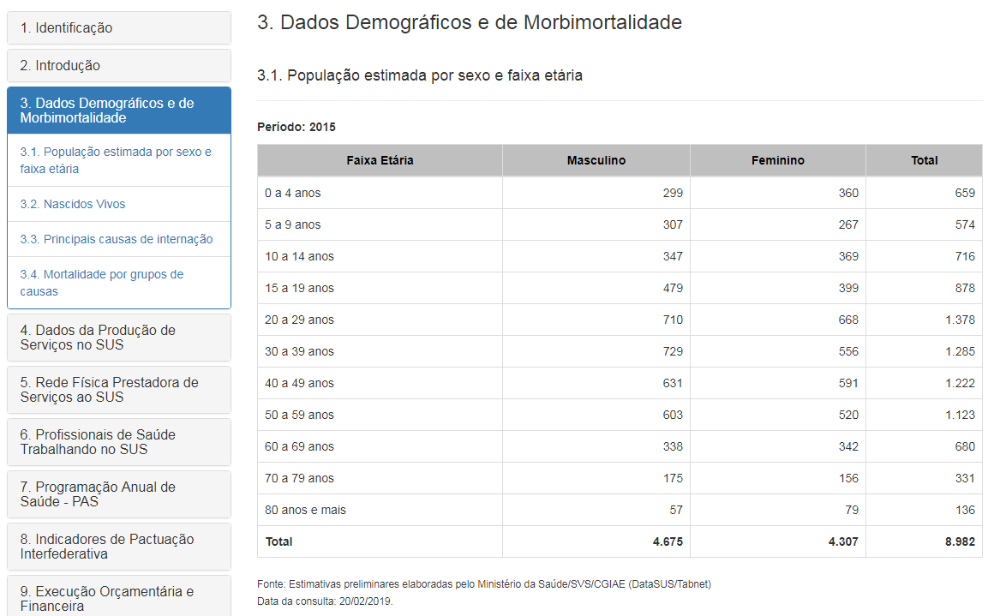 1. Identificação
2. Introdução
3. Dados Demográficos e de
Morbimortalidade
3.1. População estimada por sexo e
faixa etária
3.2. Nascidos Vivos
3.3. Principais causas de internação
3.4. Mortalidade por grupos de
causas
4. Dados da Produção de
Serviços no SUS
5. Rede Física Prestadora de
Serviços ao SUS
6. Profissionais de Saúde
Trabalhando no SUS
7. Programação Anual de
Saúde - PAS
8. Indicadores de Pactuação
Interfederativa
9. Execução Orçamentária e
Financeira
3. Dados Demográficos e de Morbimortalidade
3.1. População estimada por sexo e faixa etária
Período: 2015
Faixa Etária Masculino Feminino Total
0 a 4 anos 299 360 659
5 a 9 anos 307 267 574
10 a 14 anos 347 369 716
15 a 19 anos 479 399 878
20 a 29 anos 710 668 1.378
30 a 39 anos 729 556 1.285
40 a 49 anos 631 591 1.222
50 a 59 anos 603 520 1.123
60 a 69 anos 338 342 680
70 a 79 anos 175 156 331
80 anos e mais 57 79 136
Total 4.675 4.307 8.982
Fonte: Estimativas preliminares elaboradas pelo Ministério da Saúde/SVS/CGIAE (DataSUS/Tabnet)
Data da consulta: 20/02/2019.